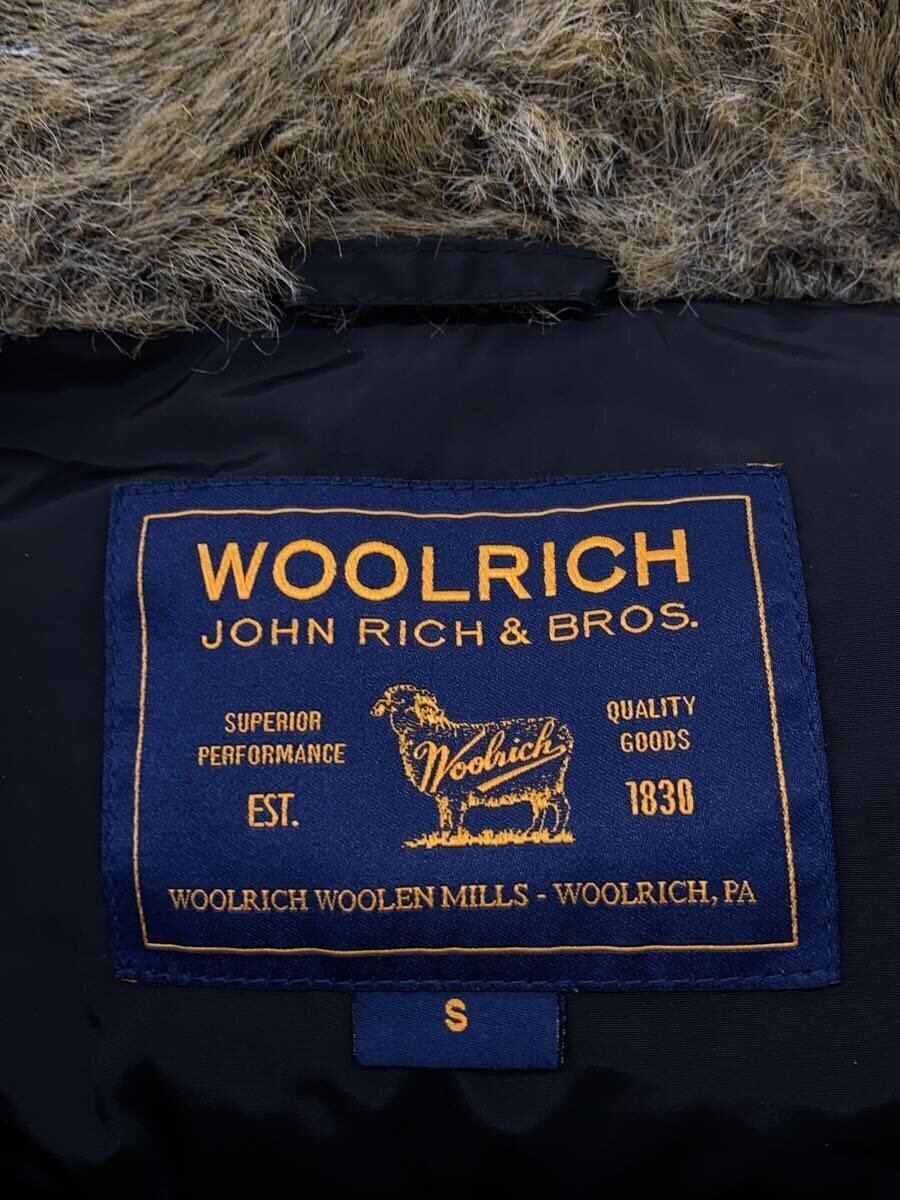 WOOLRICH
JOHN RICH & BROS.
SUPERIOR
PERFORMANCE
EST.
Woolrich
QUALITY
GOODS
1830
WOOLRICH WOOLEN MILLS - WOOLRICH, PA
S